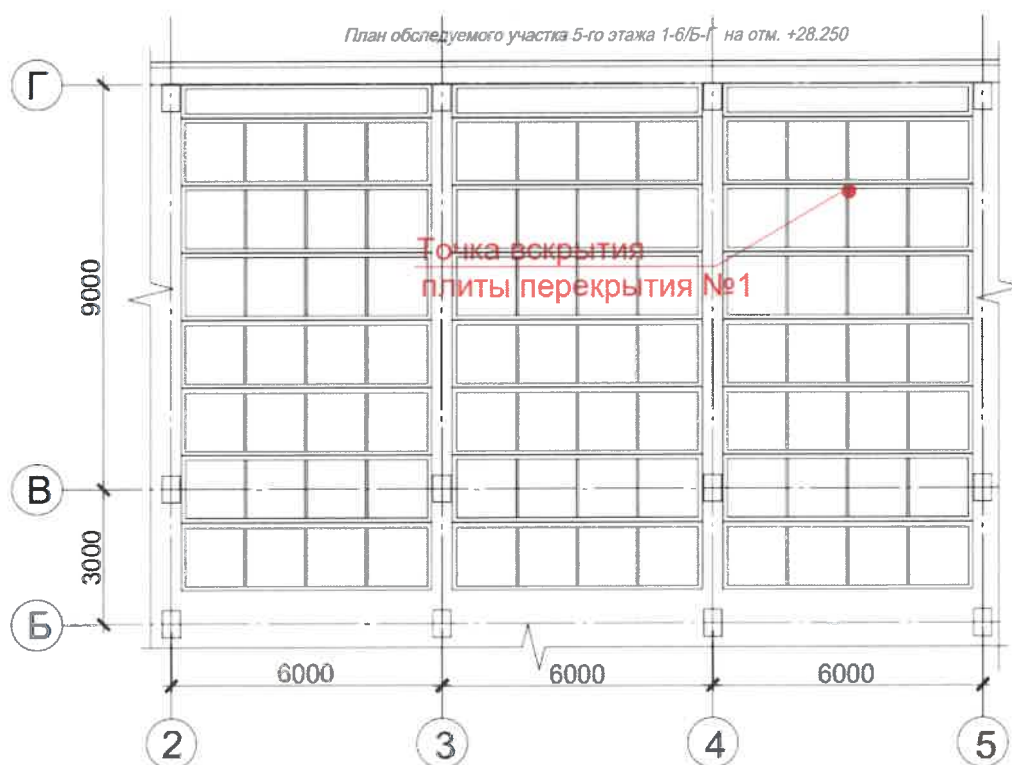 План обследуемого участка 5-го этажа 1-6/Б-Г на отм. +28.250
Г
9000
Точка вскрытия
плиты перекрытия №1
В
3000
Б
6000
6000
6000
2
3
4
5